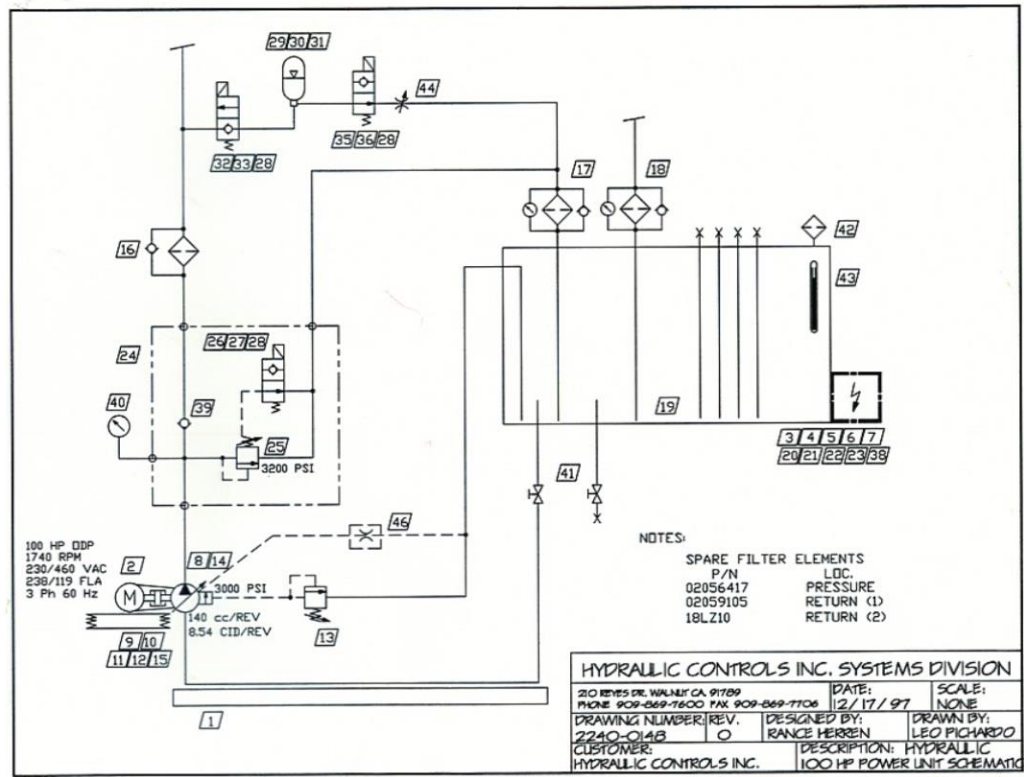 29 30 31
44
35 36 28
32 33 28
17
18
16
42
43
24
26 27 28
40
39
25
3200 PSI
19
3 4 5 6 7
20 21 22 23 38
41
46
NOTES:
SPARE FILTER ELEMENTS
P/N LOC.
02056417 PRESSURE
02059105 RETURN (1)
18LZ10 RETURN (2)
100 HP ODP
1740 RPM
230/460 VAC
238/119 FLA
3 Ph 60 Hz
2
M
8 14
3000 PSI
140 cc/REV
8.54 CID/REV
9 10
11 12 15
13
1
HYDRAULIC CONTROLS INC. SYSTEMS DIVISION
210 REYES DR. WALNUT CA. 91789
PHONE 909-869-7600 FAX 909-869-7706
DATE:
12/17/97
SCALE:
NONE
DRAWING NUMBER:
2240-0148
REV.
0
DESIGNED BY:
RANCE HERREN
DRAWN BY:
LEO PICHARDO
CUSTOMER:
HYDRAULIC CONTROLS INC.
DESCRIPTION: HYDRAULIC
100 HP POWER UNIT SCHEMATIC